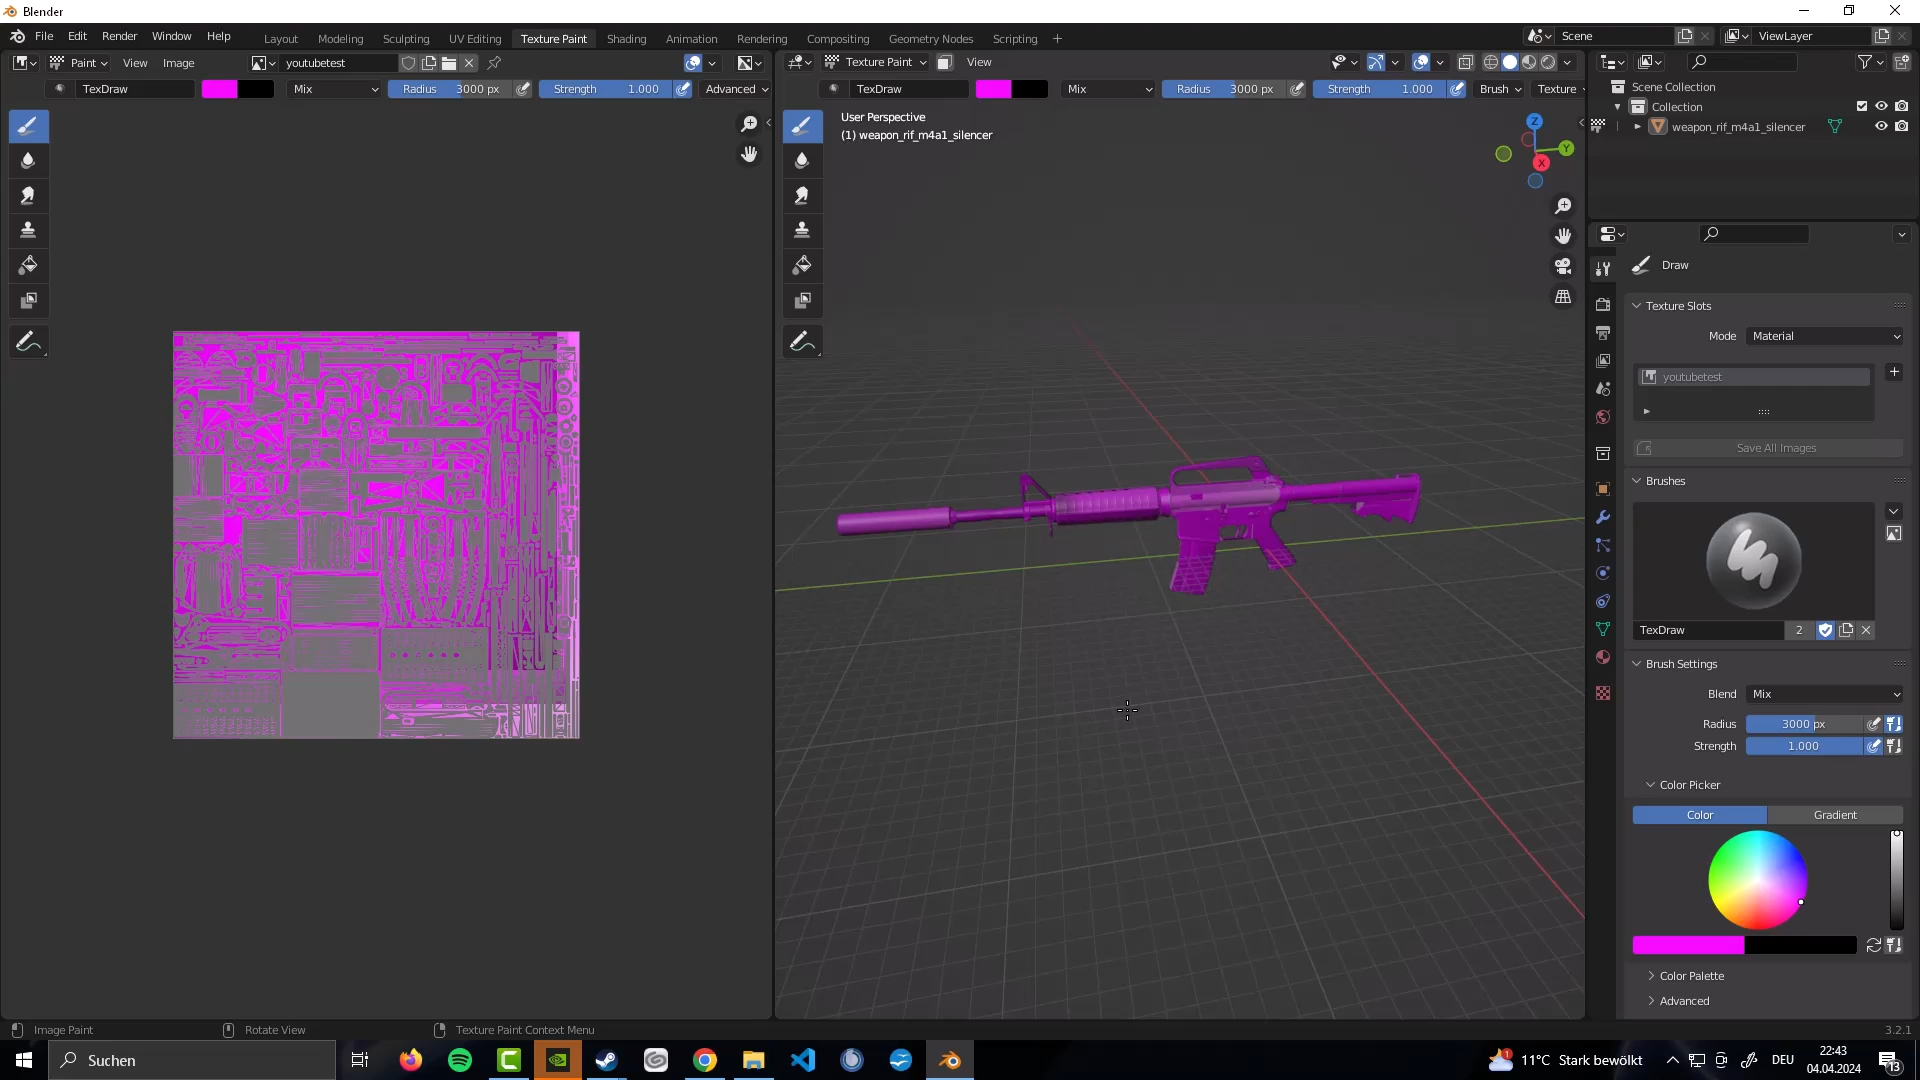 Blender
File Edit Render Window Help
Layout Modeling Sculpting UV Editing Texture Paint Shading Animation Rendering Compositing Geometry Nodes Scripting +
Scene
ViewLayer
Paint View Image youtubetest
Texture Paint View
TexDraw Mix Radius 3000 px Strength 1.000 Advanced
TexDraw Mix Radius 3000 px Strength 1.000 Brush Texture
User Perspective
(1) weapon_rif_m4a1_silencer
Z
Y
X
Scene Collection
Collection
weapon_rif_m4a1_silencer
Draw
Texture Slots
Mode Material
youtubetest
Save All Images
Brushes
TexDraw 2
Brush Settings
Blend Mix
Radius 3000 px
Strength 1.000
Color Picker
Color Gradient
Color Palette
Advanced
Image Paint Rotate View Texture Paint Context Menu 3.2.1
Suchen
1
11°C Stark bewölkt
DEU
22:43
04.04.2024
13